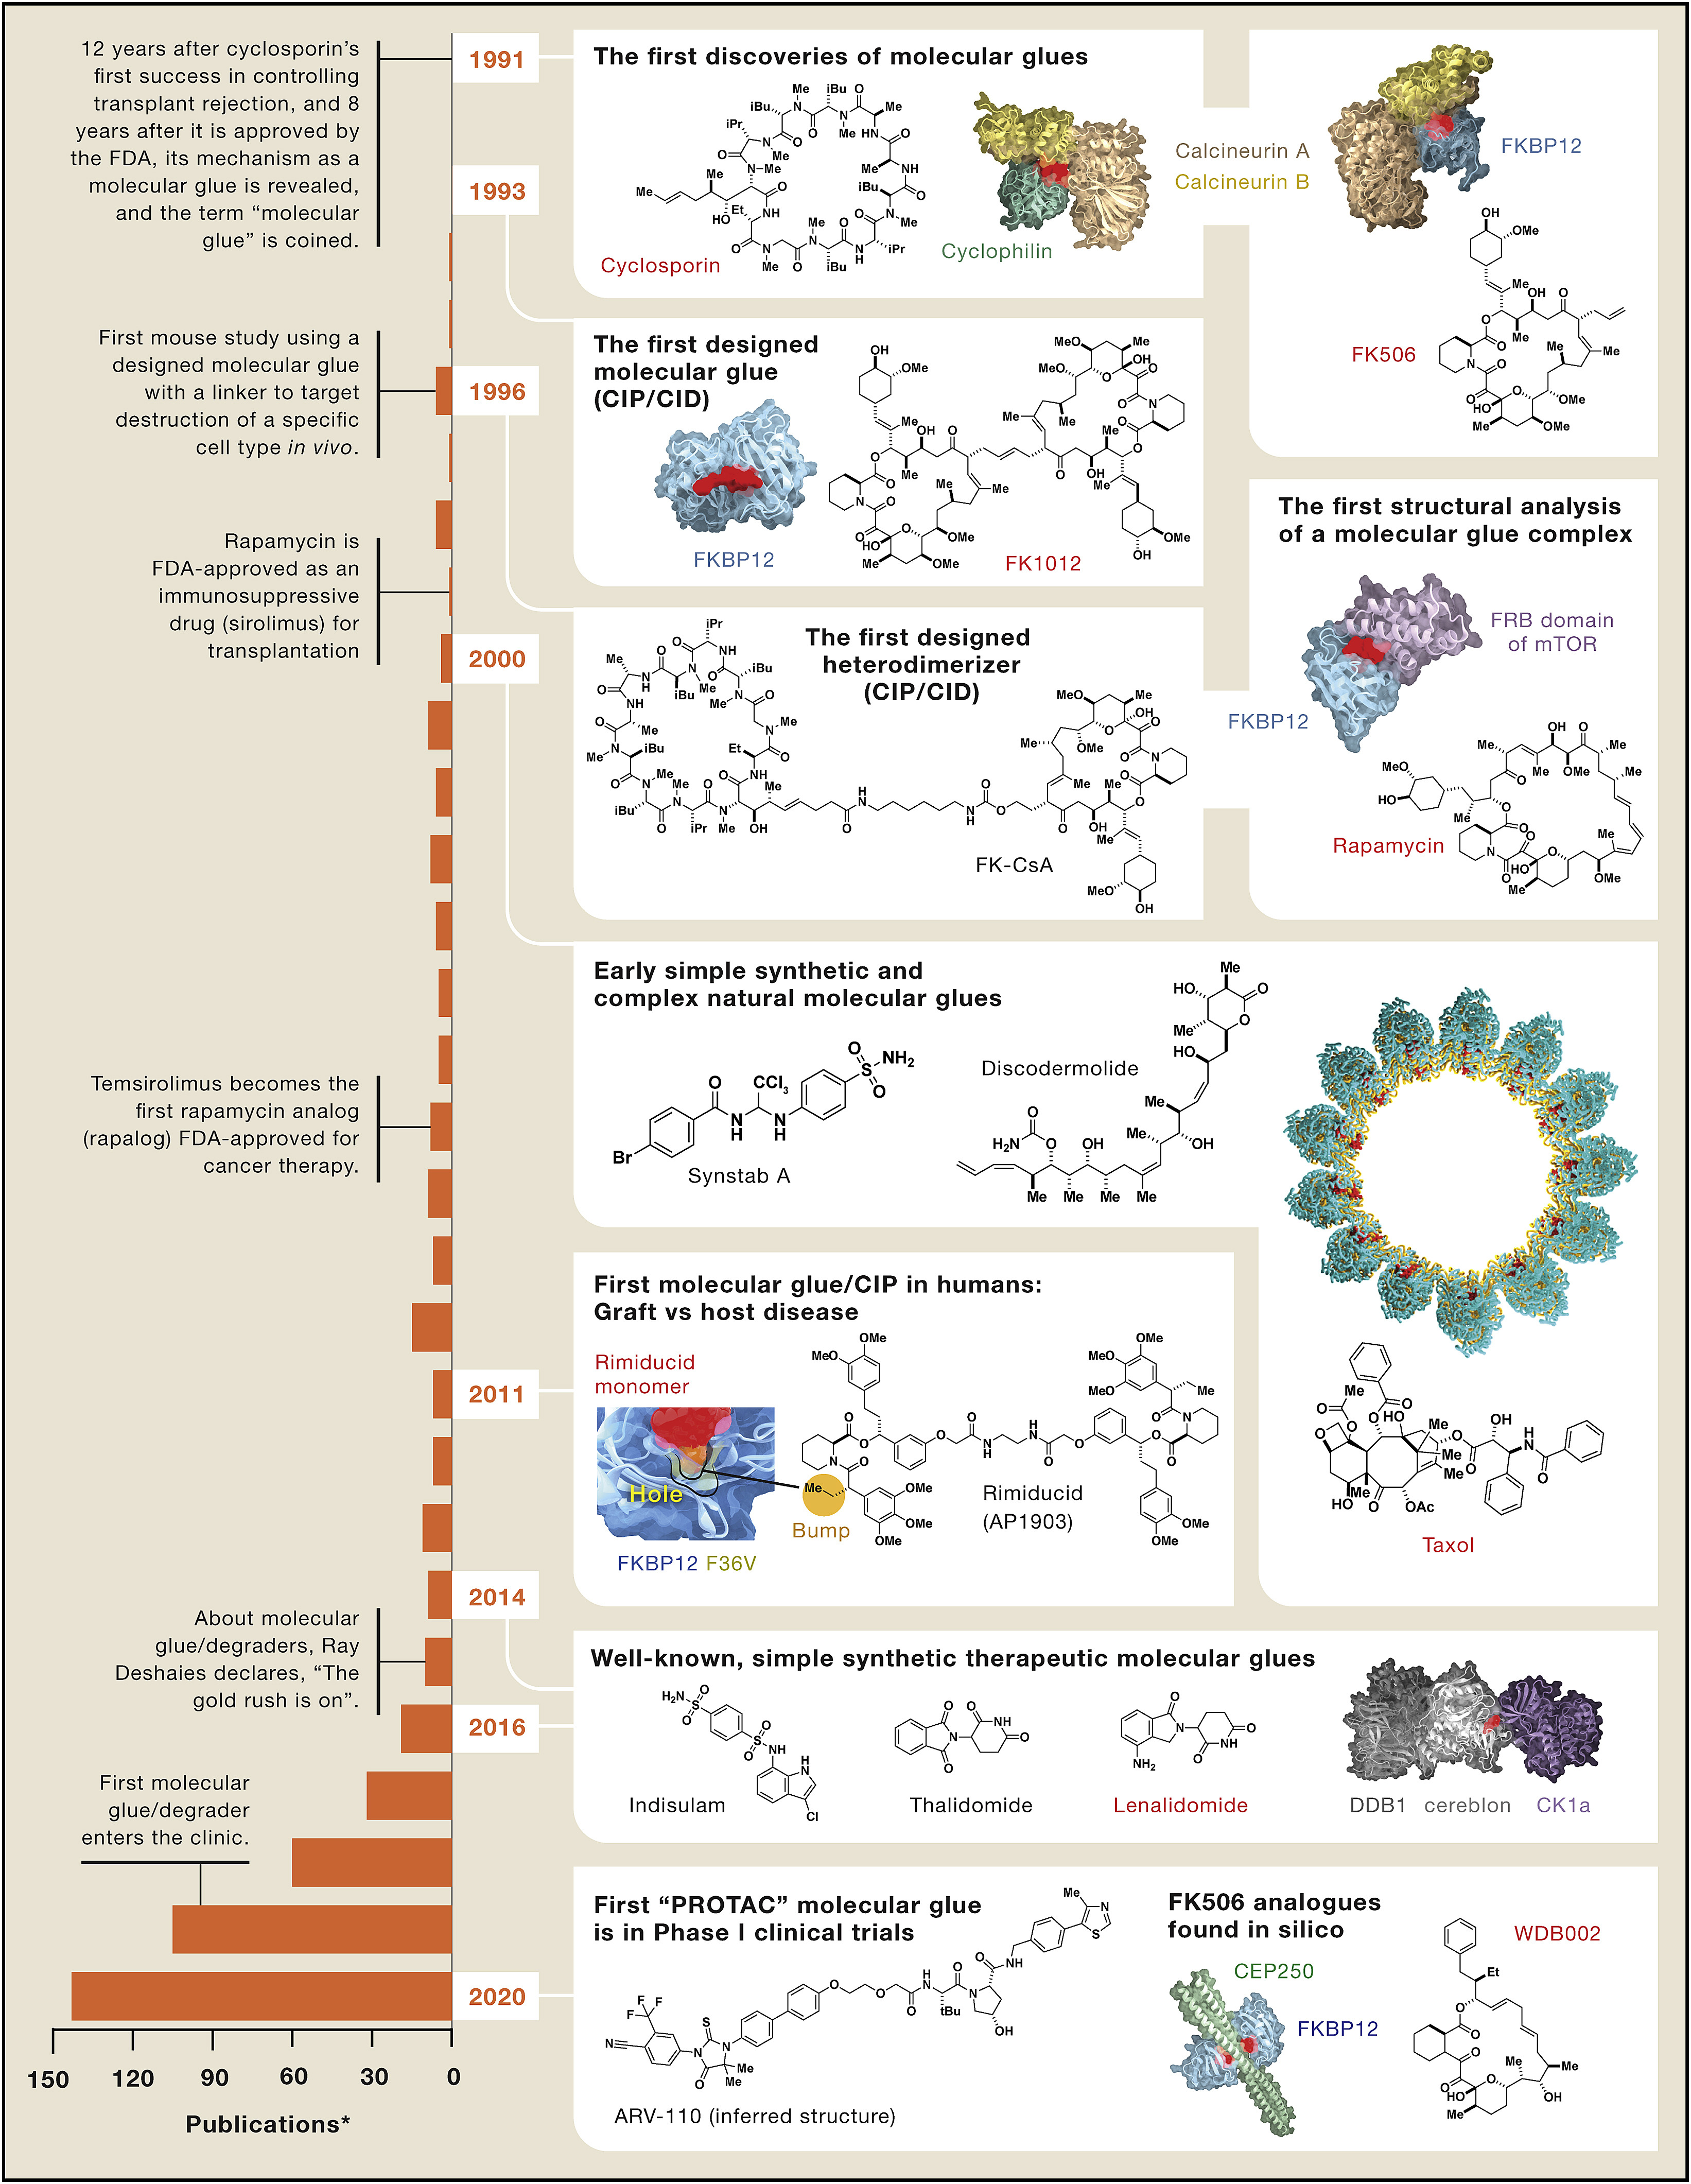 12 years after cyclosporin’s
first success in controlling
transplant rejection, and 8
years after it is approved by
the FDA, its mechanism as a
molecular glue is revealed,
and the term “molecular
glue” is coined.
First mouse study using a
designed molecular glue
with a linker to target
destruction of a specific
cell type in vivo.
Rapamycin is
FDA-approved as an
immunosuppressive
drug (sirolimus) for
transplantation
Temsirolimus becomes the
first rapamycin analog
(rapalog) FDA-approved for
cancer therapy.
About molecular
glue/degraders, Ray
Deshaies declares, “The
gold rush is on”.
First molecular
glue/degrader
enters the clinic.
1991
1993
1996
2000
2011
2014
2016
2020
150 120 90 60 30 0
Publications*
The first discoveries of molecular glues
Cyclosporin
Cyclophilin
Calcineurin A
Calcineurin B
FKBP12
FK506
The first designed
molecular glue
(CIP/CID)
FKBP12
FK1012
The first structural analysis
of a molecular glue complex
FRB domain
of mTOR
FKBP12
Rapamycin
The first designed
heterodimerizer
(CIP/CID)
FK-CsA
Early simple synthetic and
complex natural molecular glues
Synstab A
Discodermolide
Taxol
First molecular glue/CIP in humans:
Graft vs host disease
Rimiducid
monomer
Hole
Bump
FKBP12 F36V
Rimiducid
(AP1903)
Well-known, simple synthetic therapeutic molecular glues
Indisulam
Thalidomide
Lenalidomide
DDB1 cereblon CK1a
First “PROTAC” molecular glue
is in Phase I clinical trials
ARV-110 (inferred structure)
FK506 analogues
found in silico
CEP250
FKBP12
WDB002